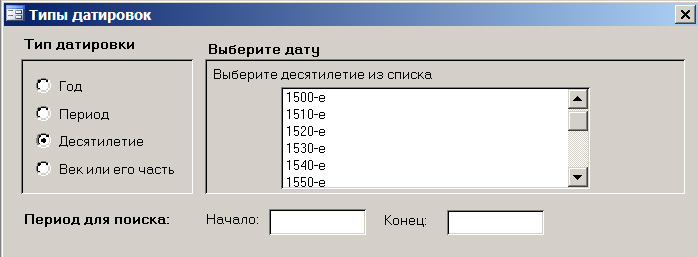 Типы датировок
Тип датировки
Выберите дату
Год
Период
Десятилетие
Век или его часть
Выберите десятилетие из списка
1500-е
1510-е
1520-е
1530-е
1540-е
1550-е
Период для поиска: Начало: Конец: